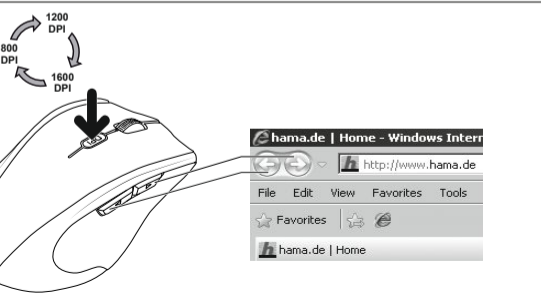 1200
DPI
800
DPI
1600
DPI
hama.de | Home - Windows Intern
http://www.hama.de
File Edit View Favorites Tools
Favorites
hama.de | Home